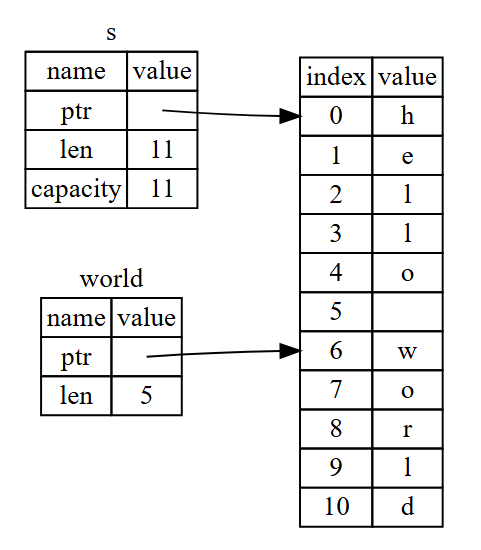 s
name value
ptr
len 11
capacity 11
world
name value
ptr
len 5
index value
0 h
1 e
2 l
3 l
4 o
5
6 w
7 o
8 r
9 l
10 d